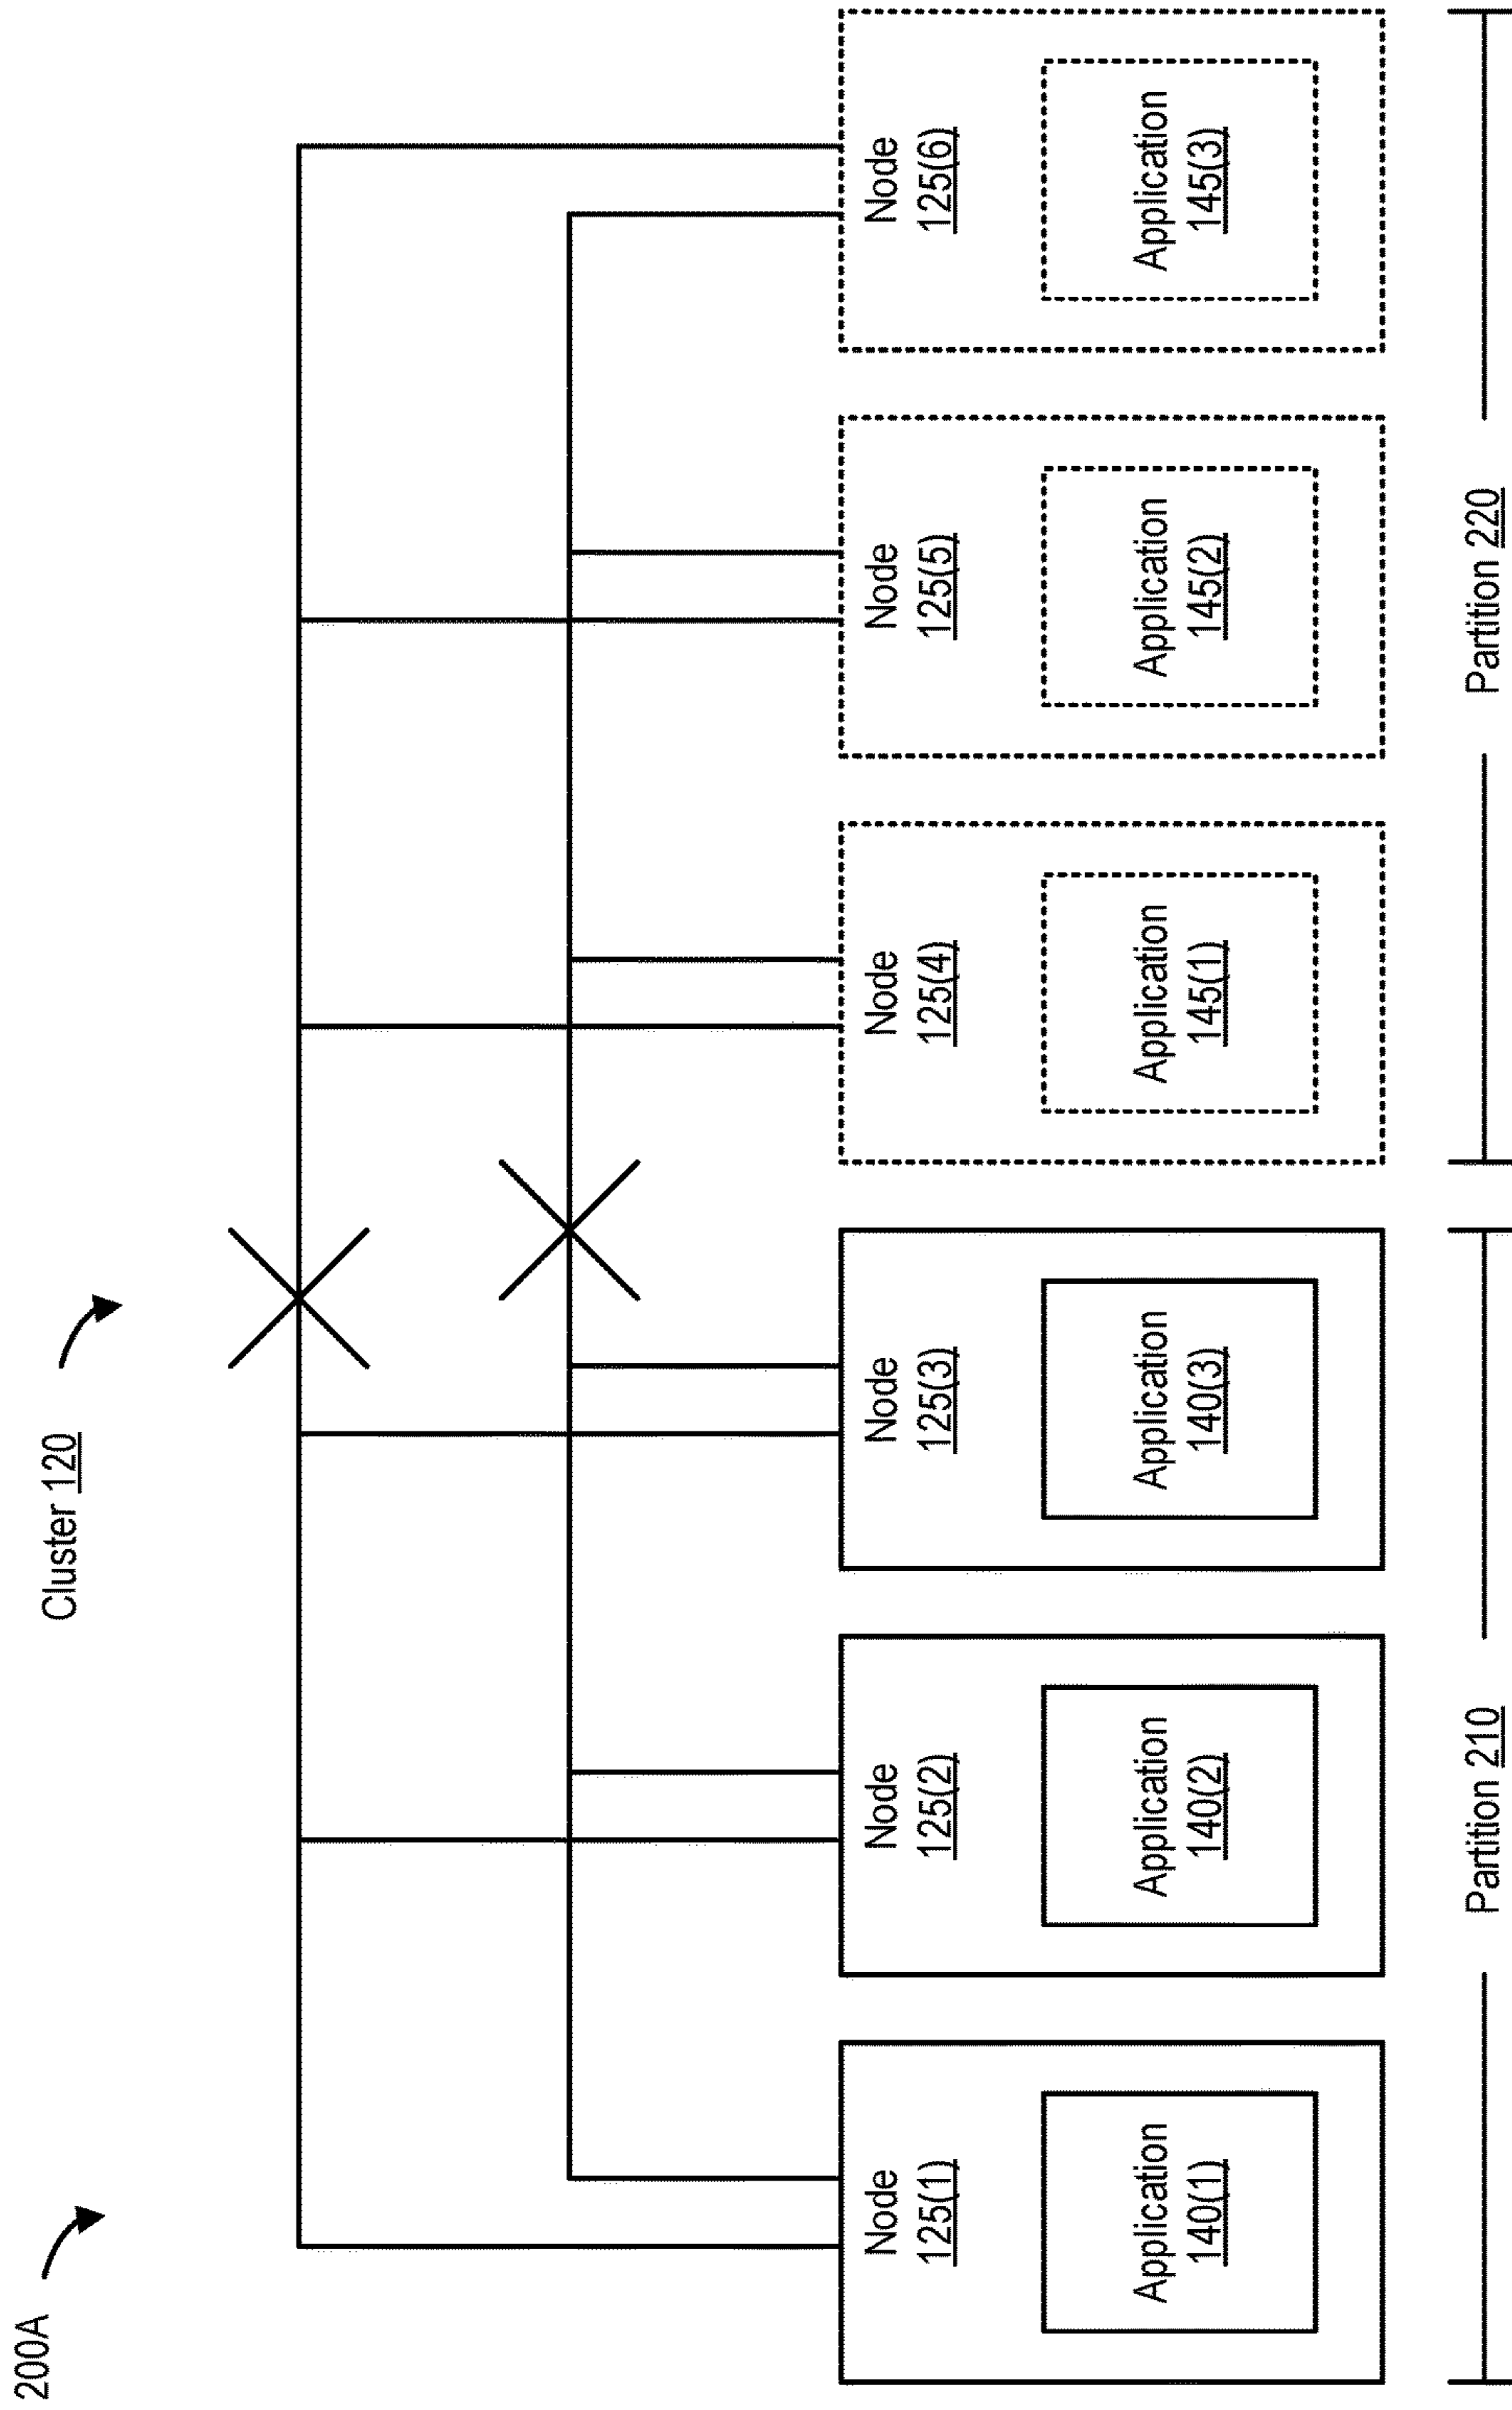 200A
Cluster 120
Node
125(1)
Application
140(1)
Node
125(2)
Application
140(2)
Node
125(3)
Application
140(3)
Node
125(4)
Application
145(1)
Node
125(5)
Application
145(2)
Node
125(6)
Application
145(3)
Partition 210
Partition 220